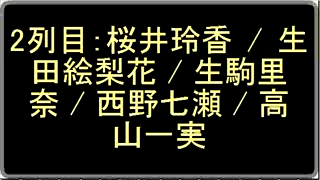 2列目:桜井玲香 / 生
田絵梨花 / 生駒里
奈 / 西野七瀬 / 高
山一実